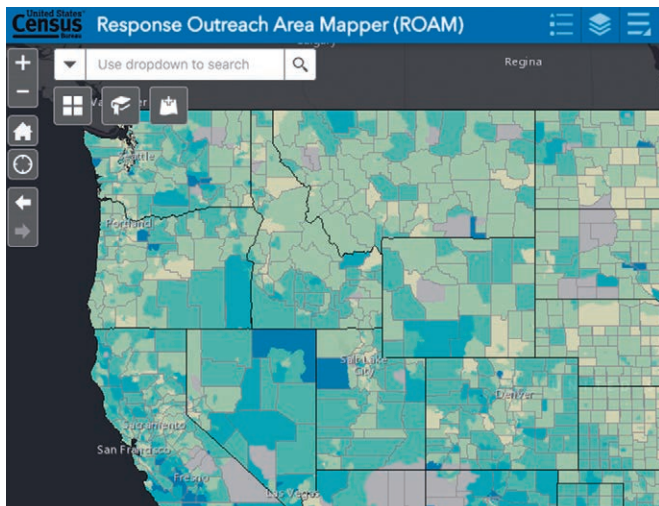 United States®
Census
Bureau
Response Outreach Area Mapper (ROAM)
Calgary
Use dropdown to search
Regina
Seattle
Portland
Salt Lake
City
Denver
Sacramento
San Francisco
Fresno
Las Vegas